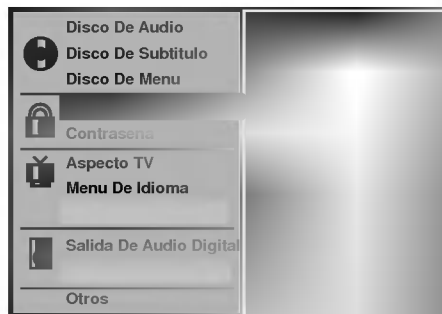 Disco De Audio
Disco De Subtitulo
Disco De Menu
Contrasena
Aspecto TV
Menu De Idioma
Salida De Audio Digital
Otros